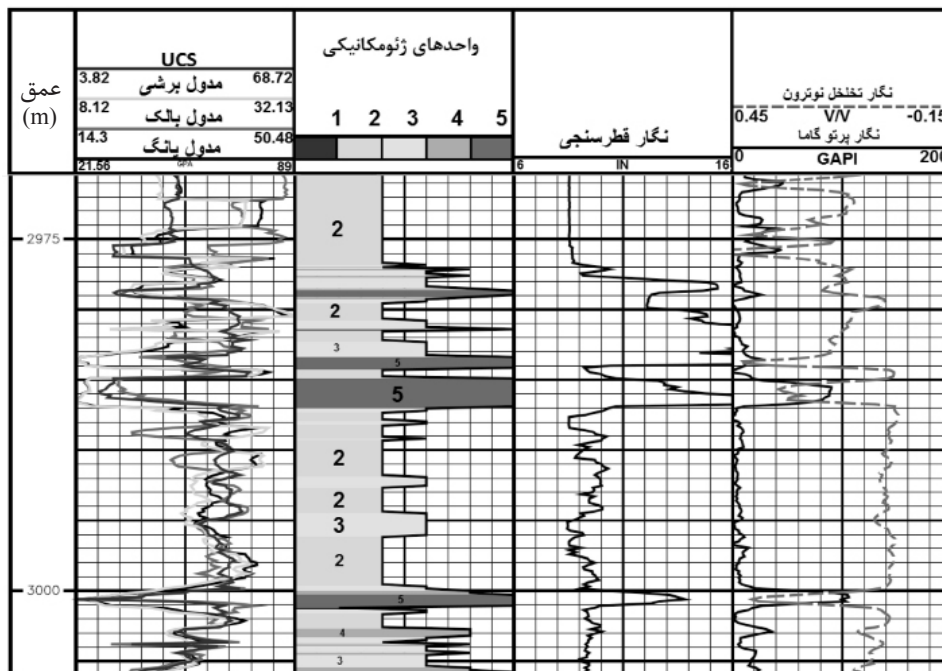 عمق
(m)
UCS
3.82 مدول برشی 68.72
8.12 مدول بالک 32.13
14.3 مدول یانگ 50.48
21.56 GPA 89
واحدهای ژئومکانیکی
1 2 3 4 5
نگار قطرسنجی
6 IN 16
نگار تخلخل نوترون
0.45 V/V -0.15
نگار پرتو گاما
0 GAPI 200
2975
3000
2
2
3
5
5
2
2
3
2
5
4
3